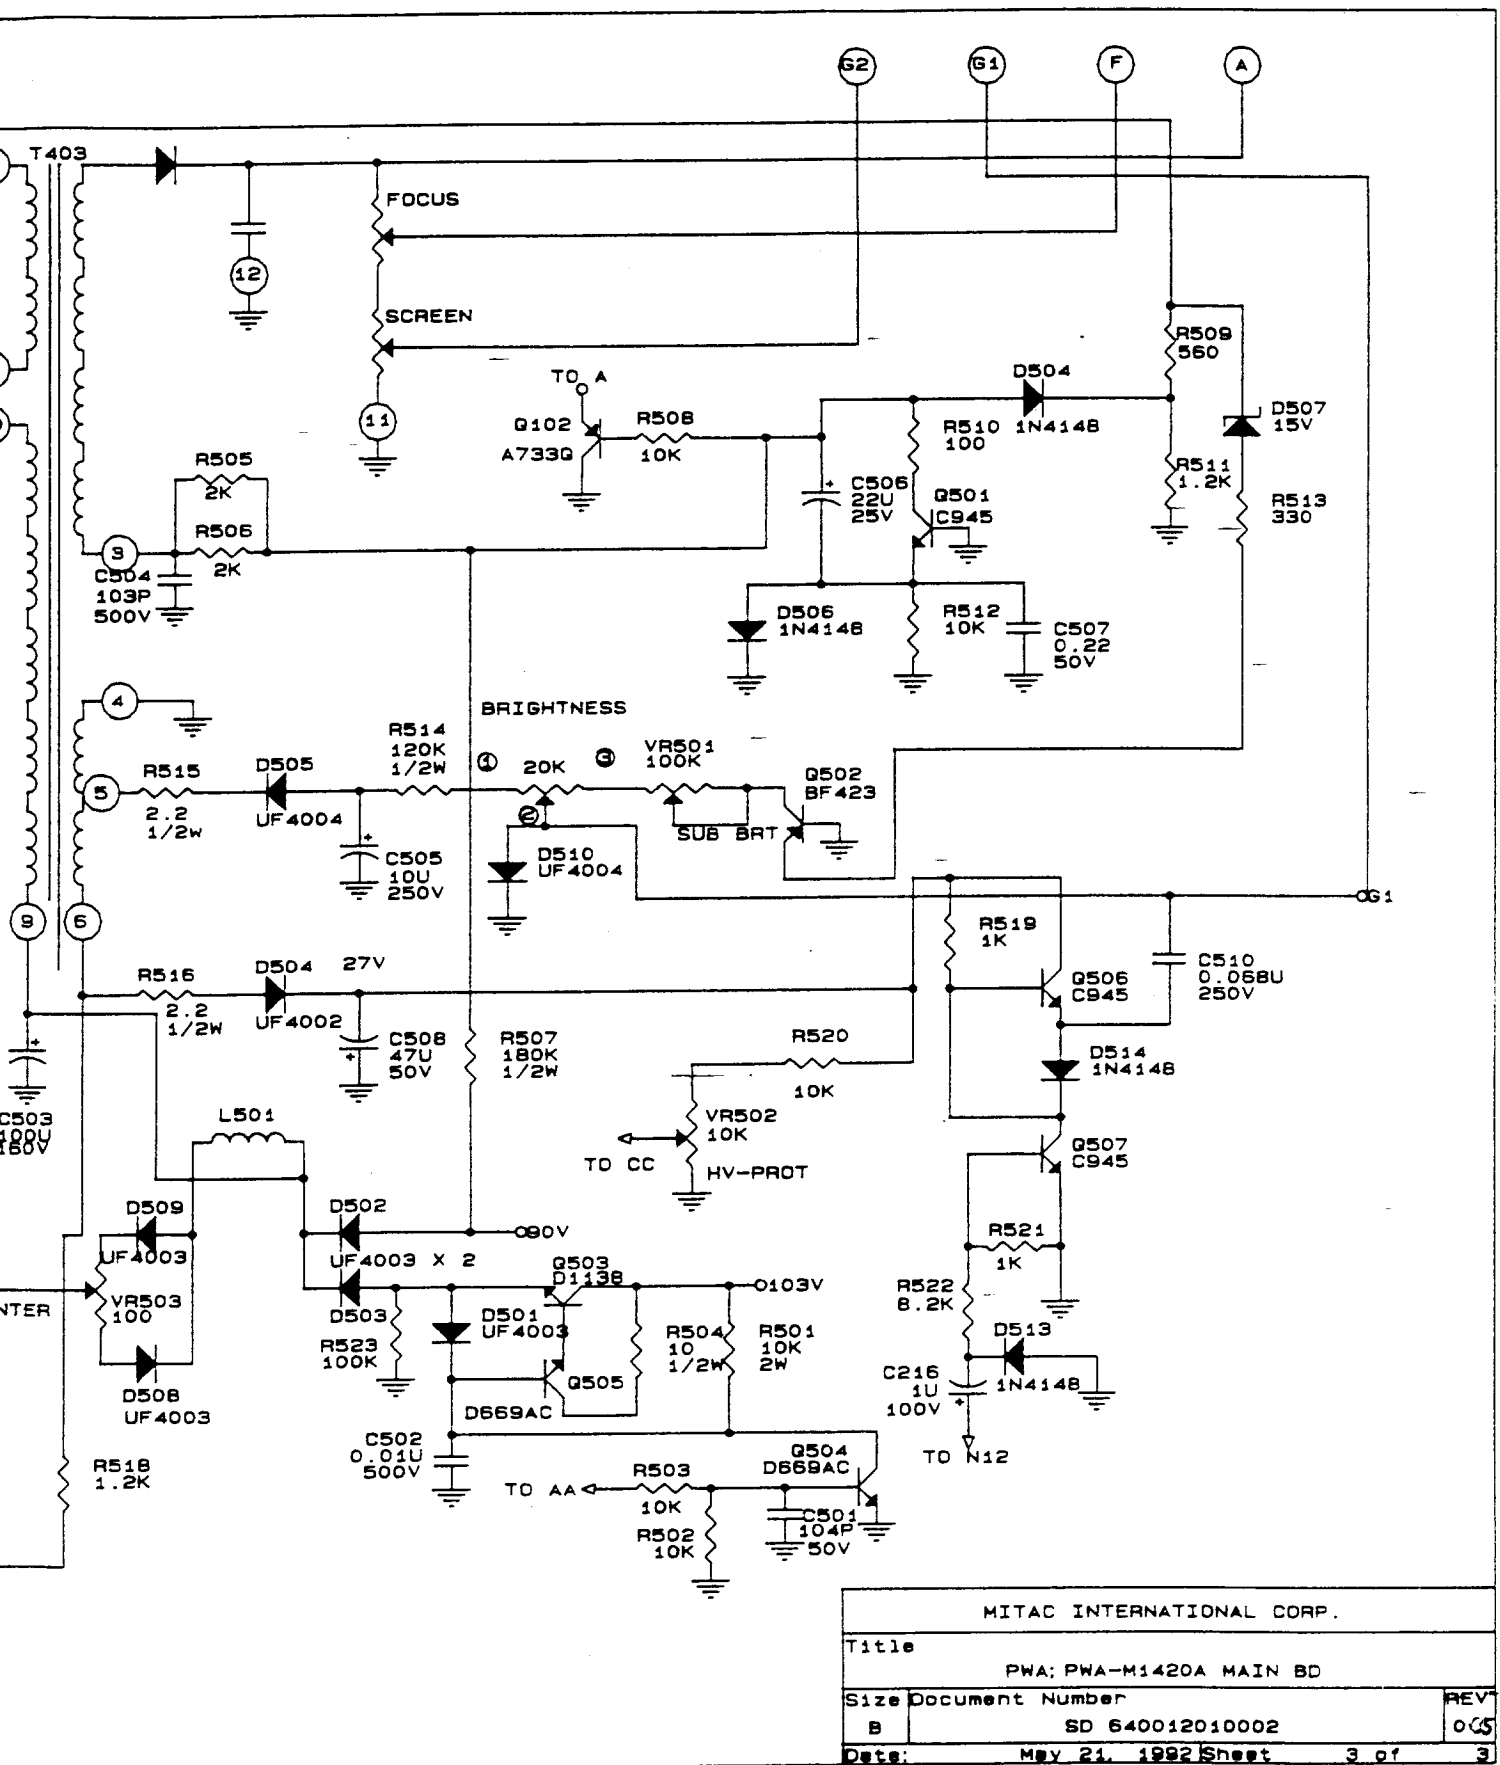 G2
G1
F
A
T403
FOCUS
12
SCREEN
R509
560
TO A
D504
1N4148
11
Q102
A733Q
R508
10K
R510
100
D507
15V
R505
2K
R511
1.2K
C506
22U
25V
Q501
C945
R513
330
R506
2K
3
C504
103P
500V
D506
1N4148
R512
10K
C507
0.22
50V
4
BRIGHTNESS
R514
120K
1/2W
1
20K
3
VR501
100K
2
SUB BRT
Q502
BF423
5
R515
2.2
1/2W
D505
UF4004
C505
10U
250V
D510
UF4004
G1
9
6
R519
1K
R516
2.2
1/2W
D504
UF4002
27V
Q506
C945
C510
0.068U
250V
C508
47U
50V
R507
180K
1/2W
R520
10K
D514
1N4148
C503
100U
160V
L501
VR502
10K
TO CC
HV-PROT
Q507
C945
D509
UF4003
D502
90V
UF4003 X 2
R521
1K
Q503
D1138
103V
NTER
VR503
100
D503
R523
100K
D501
UF4003
R504
10
1/2W
R501
10K
2W
R522
8.2K
D513
1N4148
D508
UF4003
Q505
D669AC
C216
1U
100V
TO N12
C502
0.01U
500V
R518
1.2K
TO AA
R503
10K
R502
10K
Q504
D669AC
C501
104P
50V
MITAC INTERNATIONAL CORP.
Title
PWA; PWA-M1420A MAIN BD
Size Document Number REV
B SD 640012010002
Date: May 21, 1992 Sheet 3 of 3